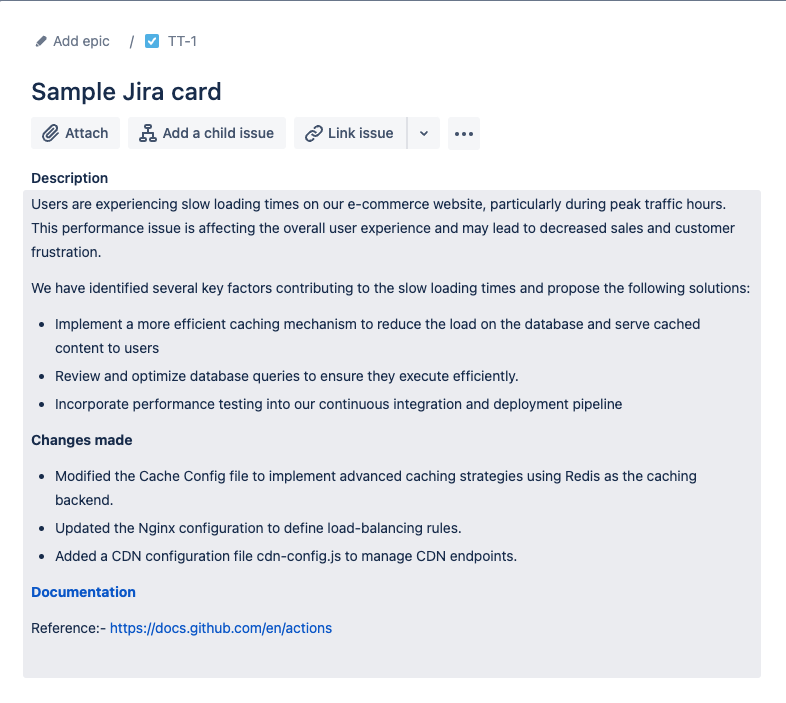 Add epic / TT-1
Sample Jira card
Attach Add a child issue Link issue
Description
Users are experiencing slow loading times on our e-commerce website, particularly during peak traffic hours.
This performance issue is affecting the overall user experience and may lead to decreased sales and customer
frustration.
We have identified several key factors contributing to the slow loading times and propose the following solutions:
• Implement a more efficient caching mechanism to reduce the load on the database and serve cached
content to users
• Review and optimize database queries to ensure they execute efficiently.
• Incorporate performance testing into our continuous integration and deployment pipeline
Changes made
• Modified the Cache Config file to implement advanced caching strategies using Redis as the caching
backend.
• Updated the Nginx configuration to define load-balancing rules.
• Added a CDN configuration file cdn-config.js to manage CDN endpoints.
Documentation
Reference:- https://docs.github.com/en/actions